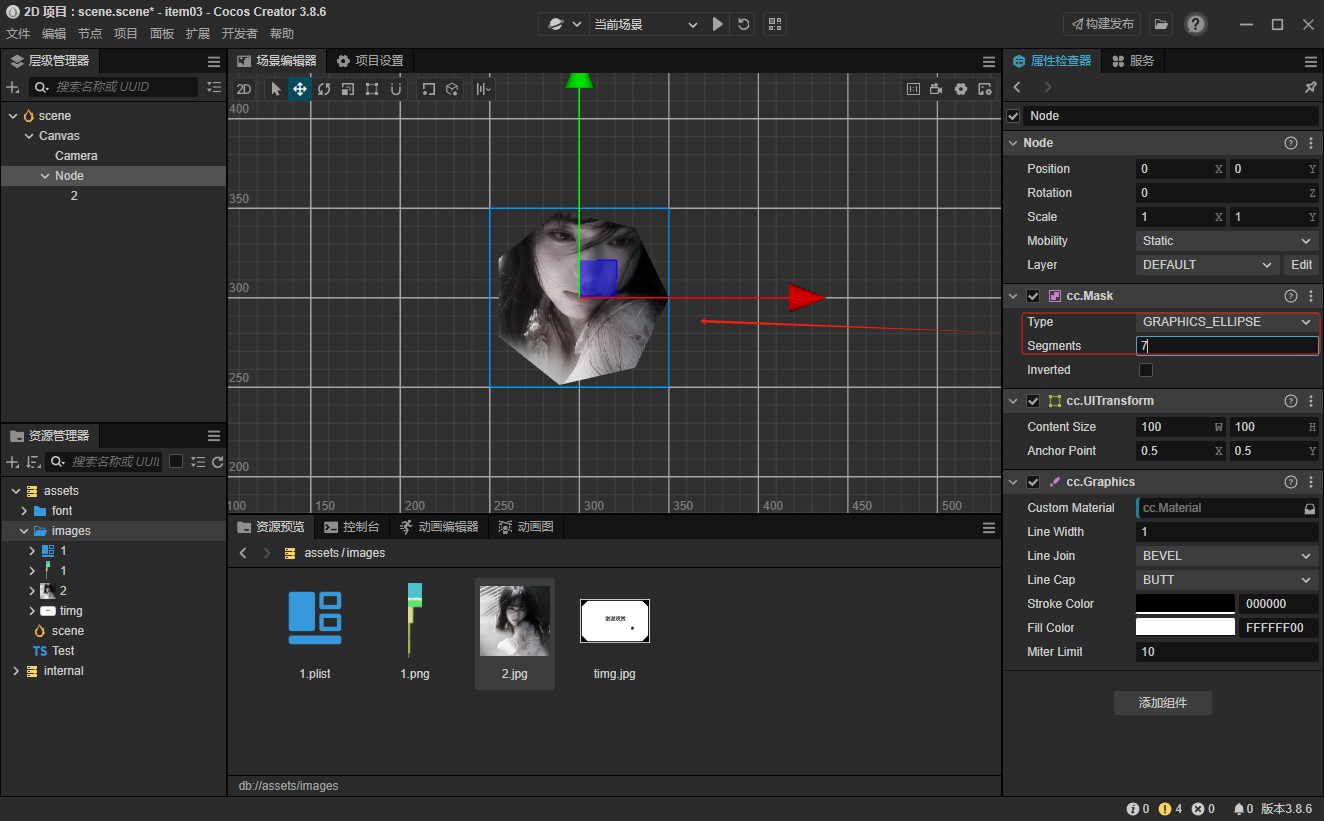 2D 项目 : scene.scene* - item03 - Cocos Creator 3.8.6
文件 编辑 节点 项目 面板 扩展 开发者 帮助
当前场景
构建发布
层级管理器
搜索名称或 UUID
scene
Canvas
Camera
Node
2
资源管理器
搜索名称或 UUID
assets
font
images
1
1
2
timg
scene
TS Test
internal
场景编辑器 项目设置
2D
400
350
300
250
200
100 150 200 250 300 350 400 450 500
资源预览 控制台 动画编辑器 动画图
assets / images
1.plist 1.png 2.jpg timg.jpg
db://assets/images
属性检查器 服务
Node
Node
Position 0 X 0 Y
Rotation 0 Z
Scale 1 X 1 Y
Mobility Static
Layer DEFAULT Edit
cc.Mask
Type GRAPHICS_ELLIPSE
Segments 7
Inverted
cc.UITransform
Content Size 100 W 100 H
Anchor Point 0.5 X 0.5 Y
cc.Graphics
Custom Material cc.Material
Line Width 1
Line Join BEVEL
Line Cap BUTT
Stroke Color 000000
Fill Color FFFFFF00
Miter Limit 10
添加组件
0 4 0 0 版本3.8.6